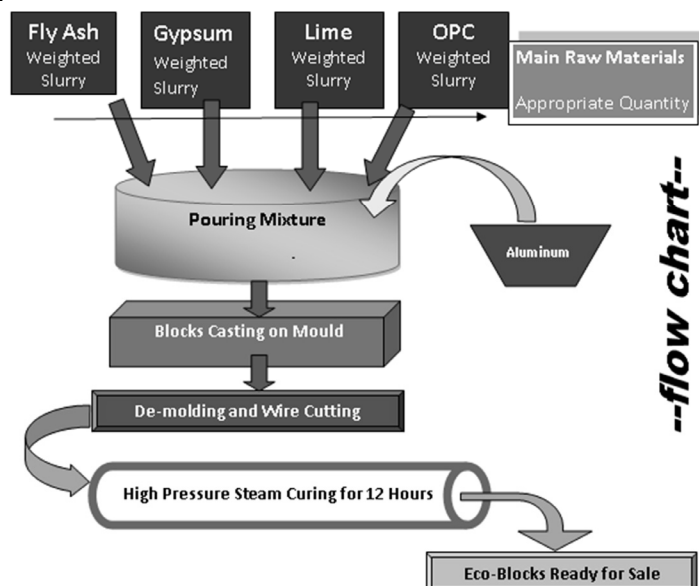 Fly Ash
Weighted
Slurry
Gypsum
Weighted
Slurry
Lime
Weighted
Slurry
OPC
Weighted
Slurry
Main Raw Materials
Appropriate Quantity
Pouring Mixture
Aluminum
Blocks Casting on Mould
De-molding and Wire Cutting
High Pressure Steam Curing for 12 Hours
Eco-Blocks Ready for Sale
--flow chart--